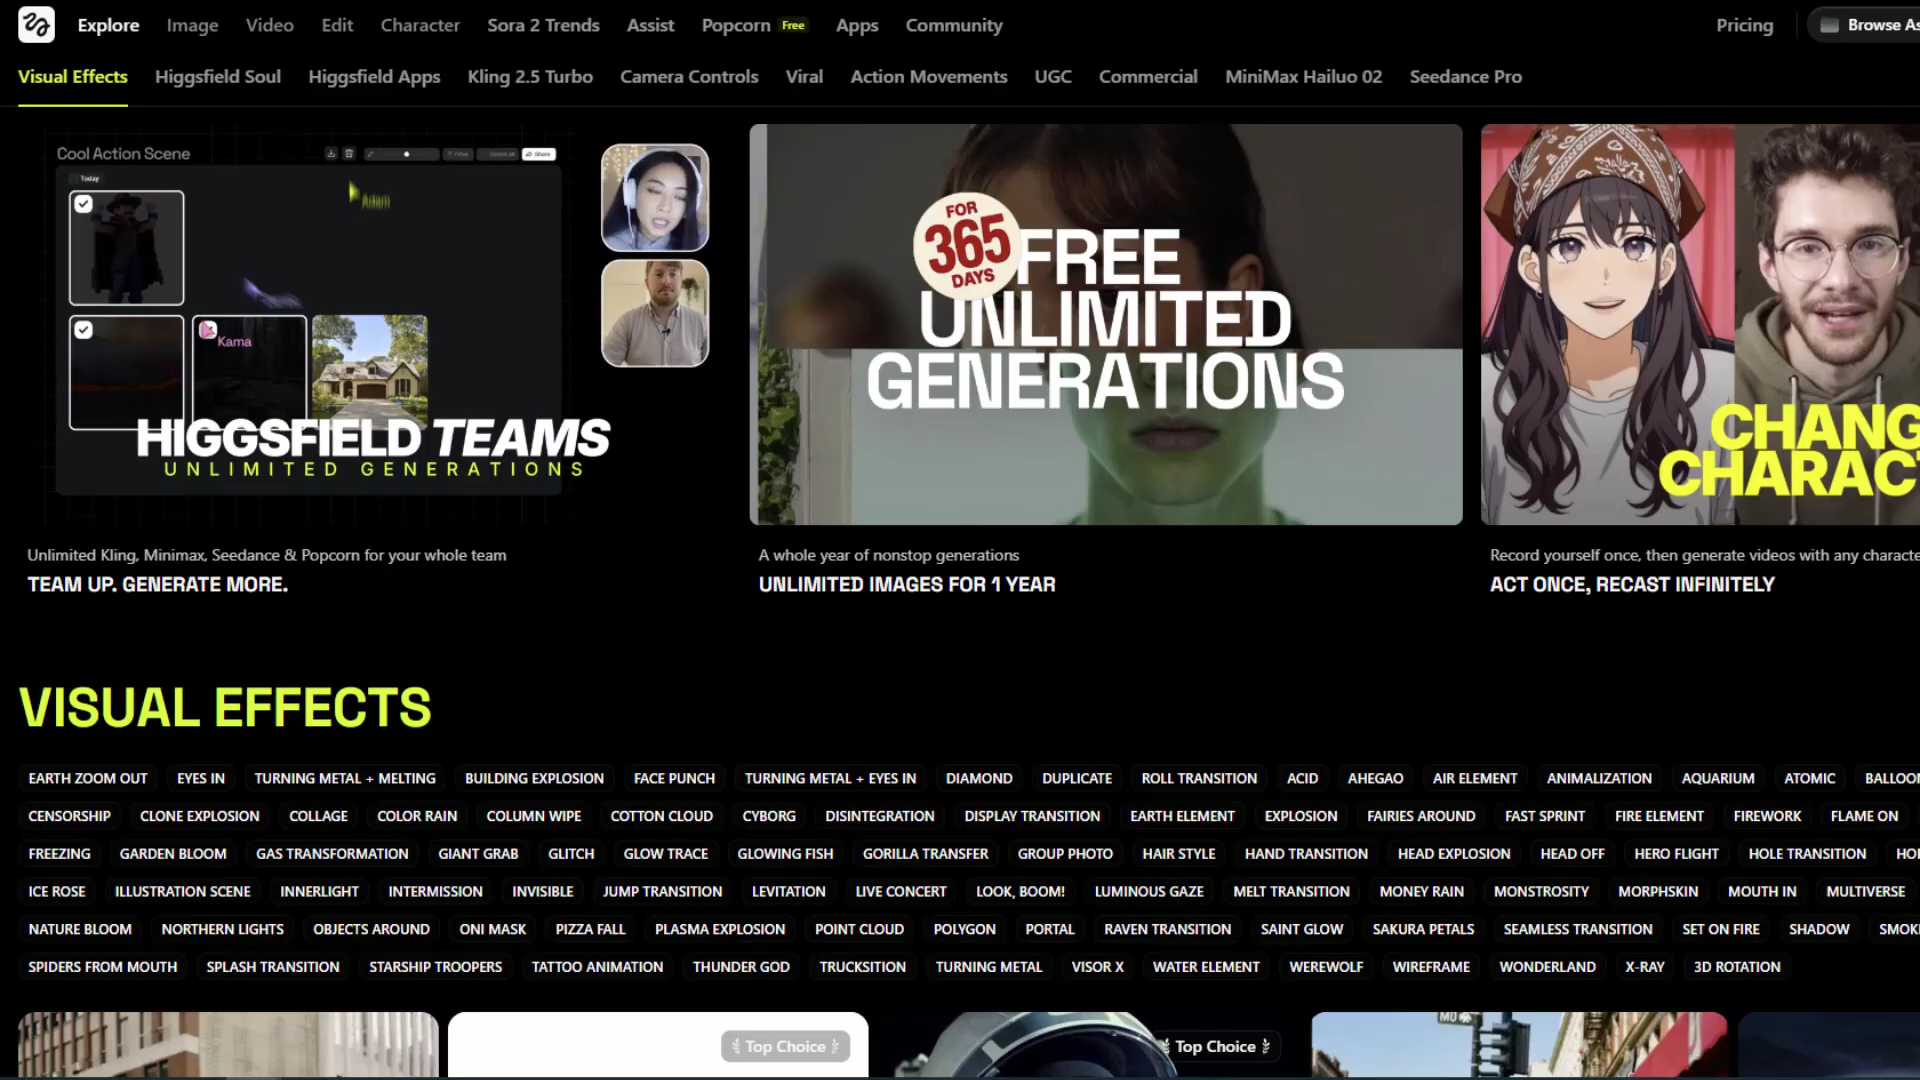 Explore Image Video Edit Character Sora 2 Trends Assist Popcorn Free Apps Community Pricing Browse As
Visual Effects Higgsfield Soul Higgsfield Apps Kling 2.5 Turbo Camera Controls Viral Action Movements UGC Commercial MiniMax Hailuo 02 Seedance Pro
Cool Action Scene
Share
Today
Adam
Kama
HIGGSFIELD TEAMS
UNLIMITED GENERATIONS
FOR
365
DAYS
FREE
UNLIMITED
GENERATIONS
CHANG
CHARACT
Unlimited Kling, Minimax, Seedance & Popcorn for your whole team
TEAM UP. GENERATE MORE.
A whole year of nonstop generations
UNLIMITED IMAGES FOR 1 YEAR
Record yourself once, then generate videos with any characte
ACT ONCE, RECAST INFINITELY
VISUAL EFFECTS
EARTH ZOOM OUT EYES IN TURNING METAL + MELTING BUILDING EXPLOSION FACE PUNCH TURNING METAL + EYES IN DIAMOND DUPLICATE ROLL TRANSITION ACID AHEGAO AIR ELEMENT ANIMALIZATION AQUARIUM ATOMIC BALLOON
CENSORSHIP CLONE EXPLOSION COLLAGE COLOR RAIN COLUMN WIPE COTTON CLOUD CYBORG DISINTEGRATION DISPLAY TRANSITION EARTH ELEMENT EXPLOSION FAIRIES AROUND FAST SPRINT FIRE ELEMENT FIREWORK FLAME ON
FREEZING GARDEN BLOOM GAS TRANSFORMATION GIANT GRAB GLITCH GLOW TRACE GLOWING FISH GORILLA TRANSFER GROUP PHOTO HAIR STYLE HAND TRANSITION HEAD EXPLOSION HEAD OFF HERO FLIGHT HOLE TRANSITION HO
ICE ROSE ILLUSTRATION SCENE INNERLIGHT INTERMISSION INVISIBLE JUMP TRANSITION LEVITATION LIVE CONCERT LOOK, BOOM! LUMINOUS GAZE MELT TRANSITION MONEY RAIN MONSTROSITY MORPHSKIN MOUTH IN MULTIVERSE
NATURE BLOOM NORTHERN LIGHTS OBJECTS AROUND ONI MASK PIZZA FALL PLASMA EXPLOSION POINT CLOUD POLYGON PORTAL RAVEN TRANSITION SAINT GLOW SAKURA PETALS SEAMLESS TRANSITION SET ON FIRE SHADOW SMOK
SPIDERS FROM MOUTH SPLASH TRANSITION STARSHIP TROOPERS TATTOO ANIMATION THUNDER GOD TRUCKSITION TURNING METAL VISOR X WATER ELEMENT WEREWOLF WIREFRAME WONDERLAND X-RAY 3D ROTATION
Top Choice
Top Choice